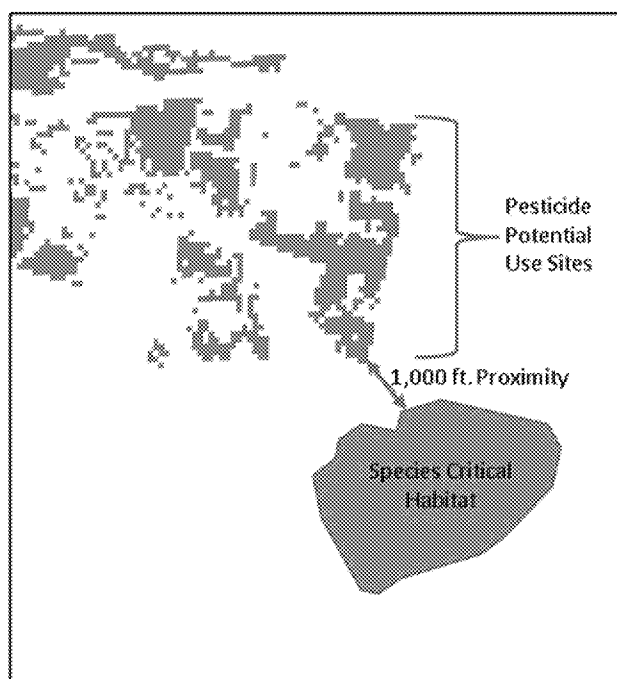 Pesticide
Potential
Use Sites
1,000 ft. Proximity
Species Critical
Habitat